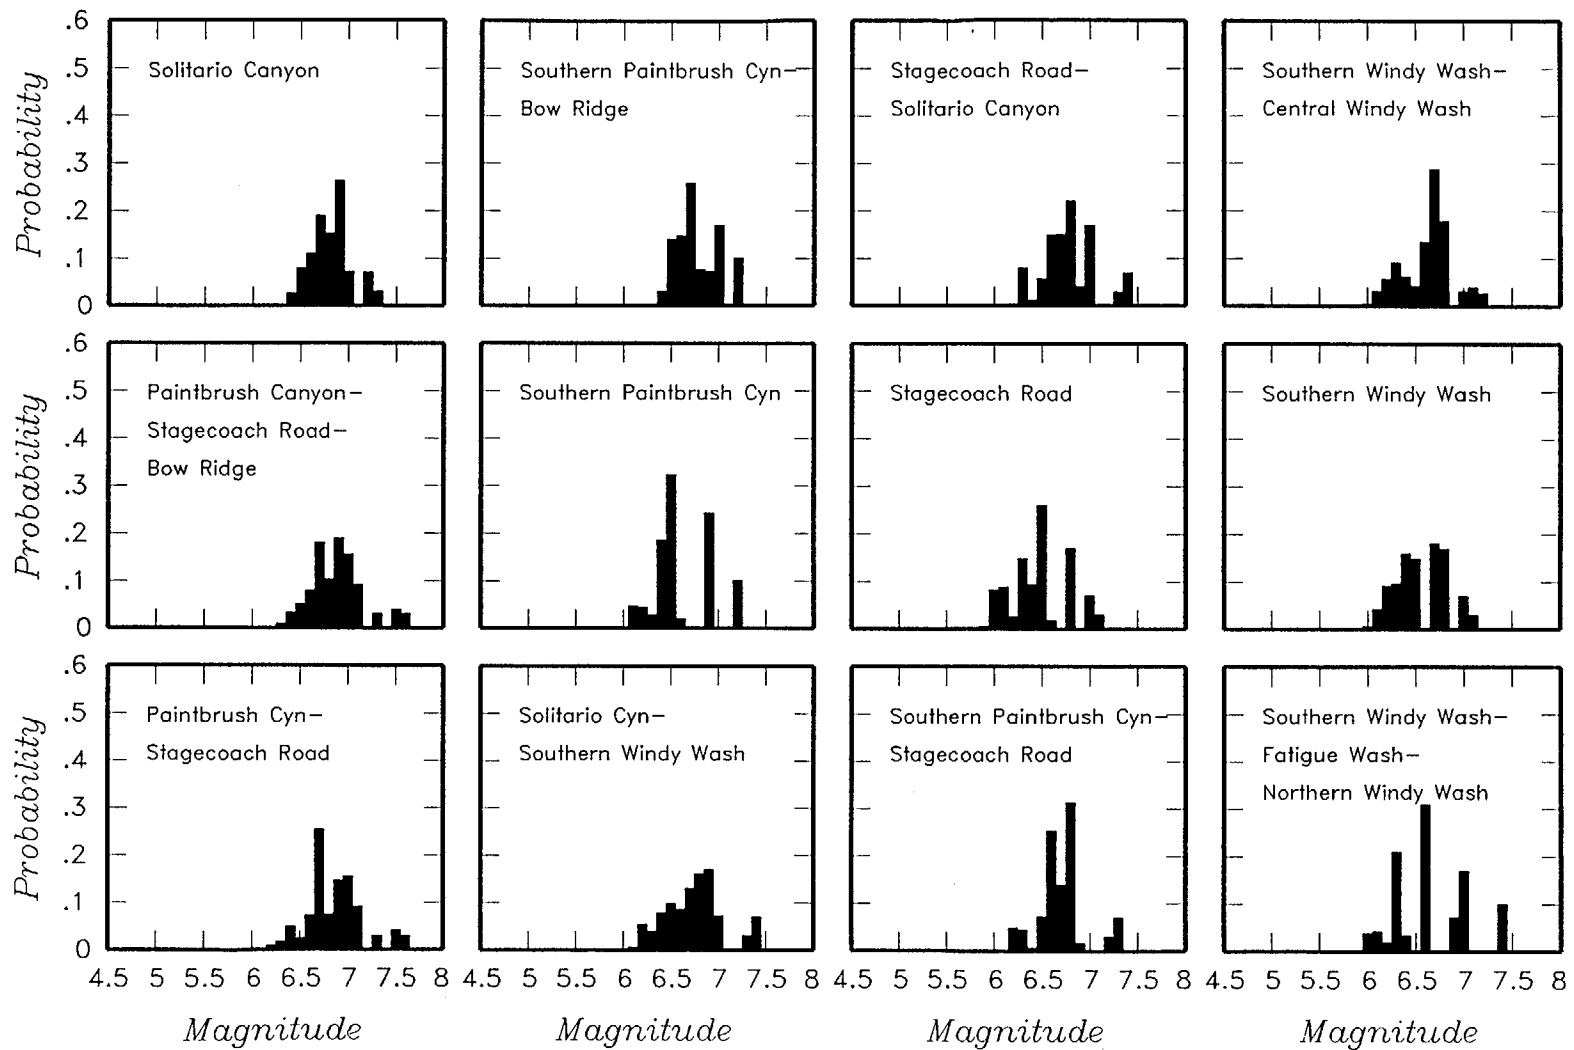 Probability
.6
.5
.4
.3
.2
.1
0
Solitario Canyon
Southern Paintbrush Cyn–
Bow Ridge
Stagecoach Road–
Solitario Canyon
Southern Windy Wash–
Central Windy Wash
Probability
.6
.5
.4
.3
.2
.1
0
Paintbrush Canyon–
Stagecoach Road–
Bow Ridge
Southern Paintbrush Cyn
Stagecoach Road
Southern Windy Wash
Probability
.6
.5
.4
.3
.2
.1
0
Paintbrush Cyn–
Stagecoach Road
Solitario Cyn–
Southern Windy Wash
Southern Paintbrush Cyn–
Stagecoach Road
Southern Windy Wash–
Fatigue Wash–
Northern Windy Wash
4.5 5 5.5 6 6.5 7 7.5 8
4.5 5 5.5 6 6.5 7 7.5 8
4.5 5 5.5 6 6.5 7 7.5 8
4.5 5 5.5 6 6.5 7 7.5 8
Magnitude
Magnitude
Magnitude
Magnitude